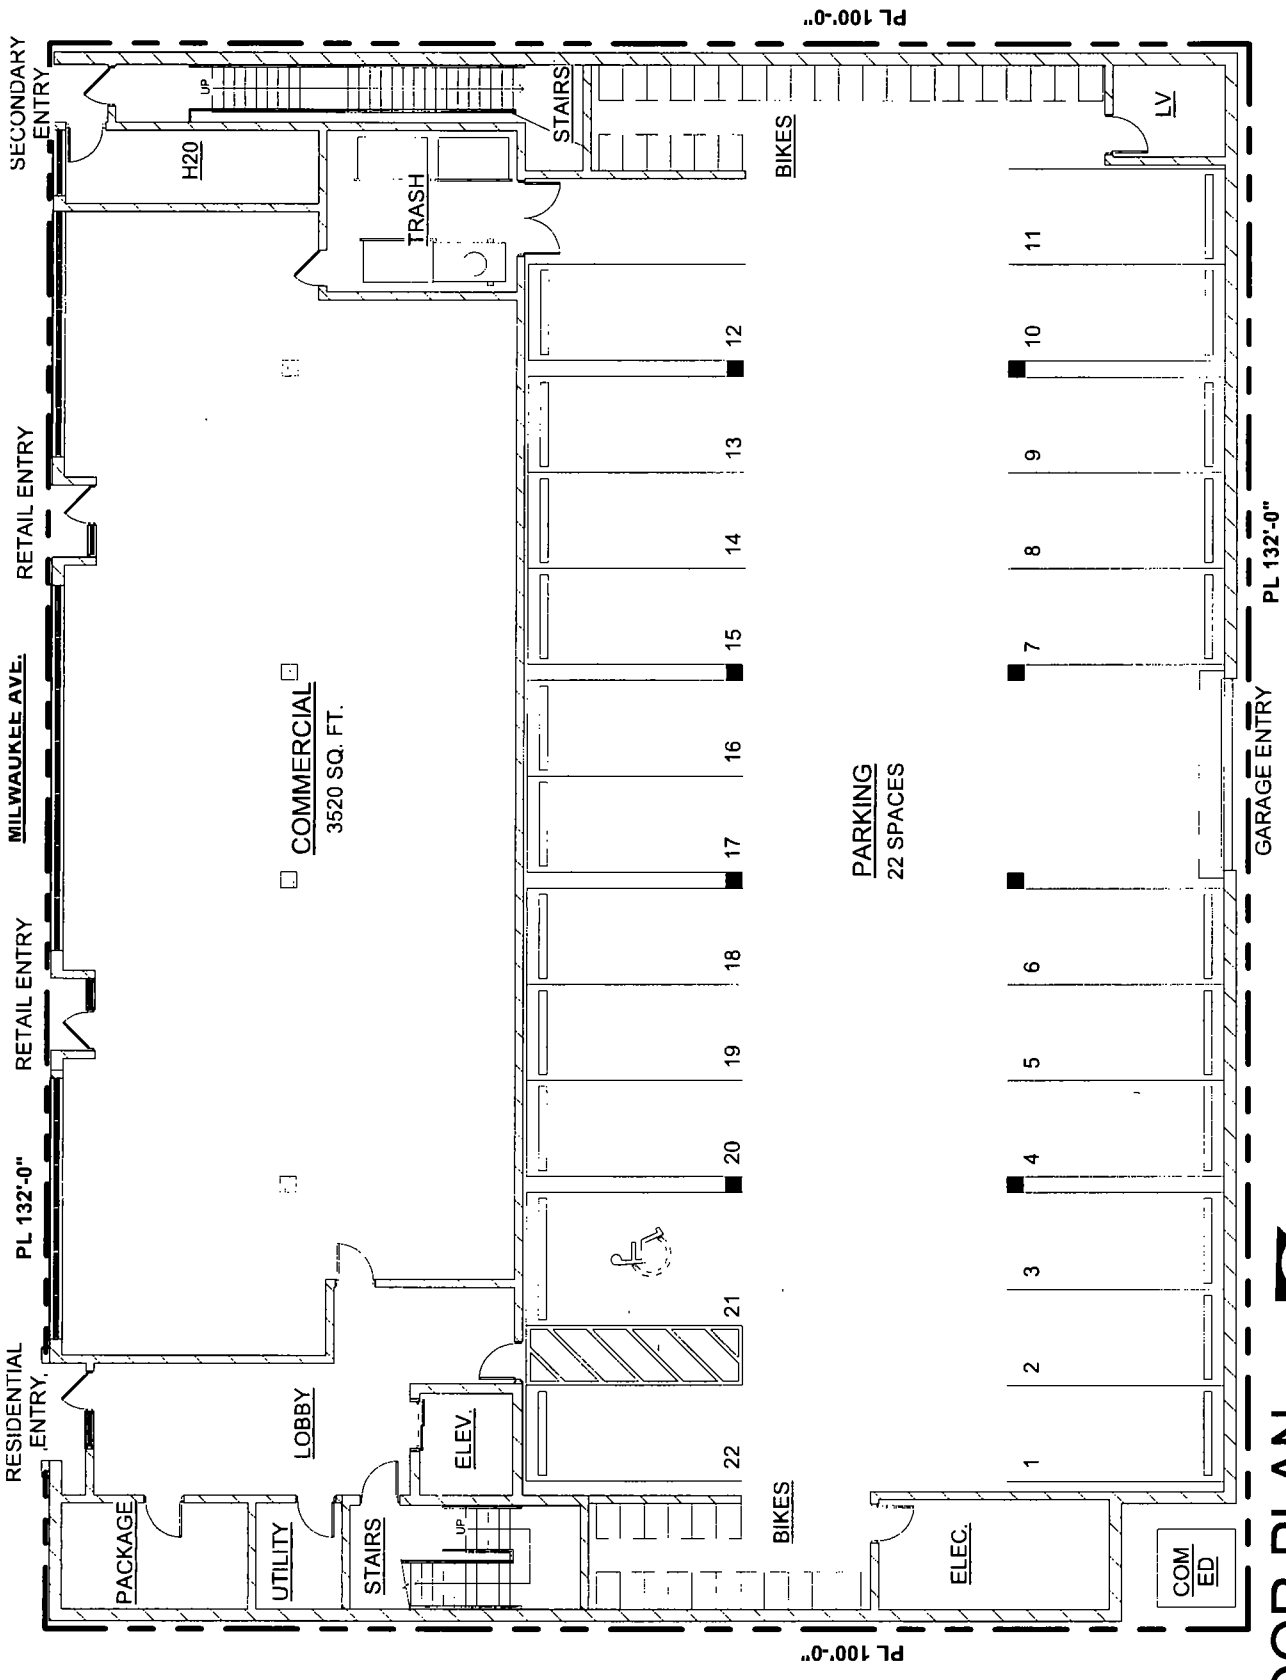 PL 100'-0"
SECONDARY
ENTRY
UP
STAIRS
H20
TRASH
BIKES
LV
RETAIL ENTRY
MILWAUKEE AVE.
RETAIL ENTRY
PL 132'-0"
RESIDENTIAL
ENTRY
COMMERCIAL
3520 SQ. FT.
12
13
14
15
16
17
18
19
20
21
22
11
10
9
8
7
6
5
4
3
2
1
PARKING
22 SPACES
PL 132'-0"
GARAGE ENTRY
LOBBY
ELEV.
PACKAGE
UTILITY
STAIRS
UP
BIKES
ELEC.
COM
ED
PL 100'-0"